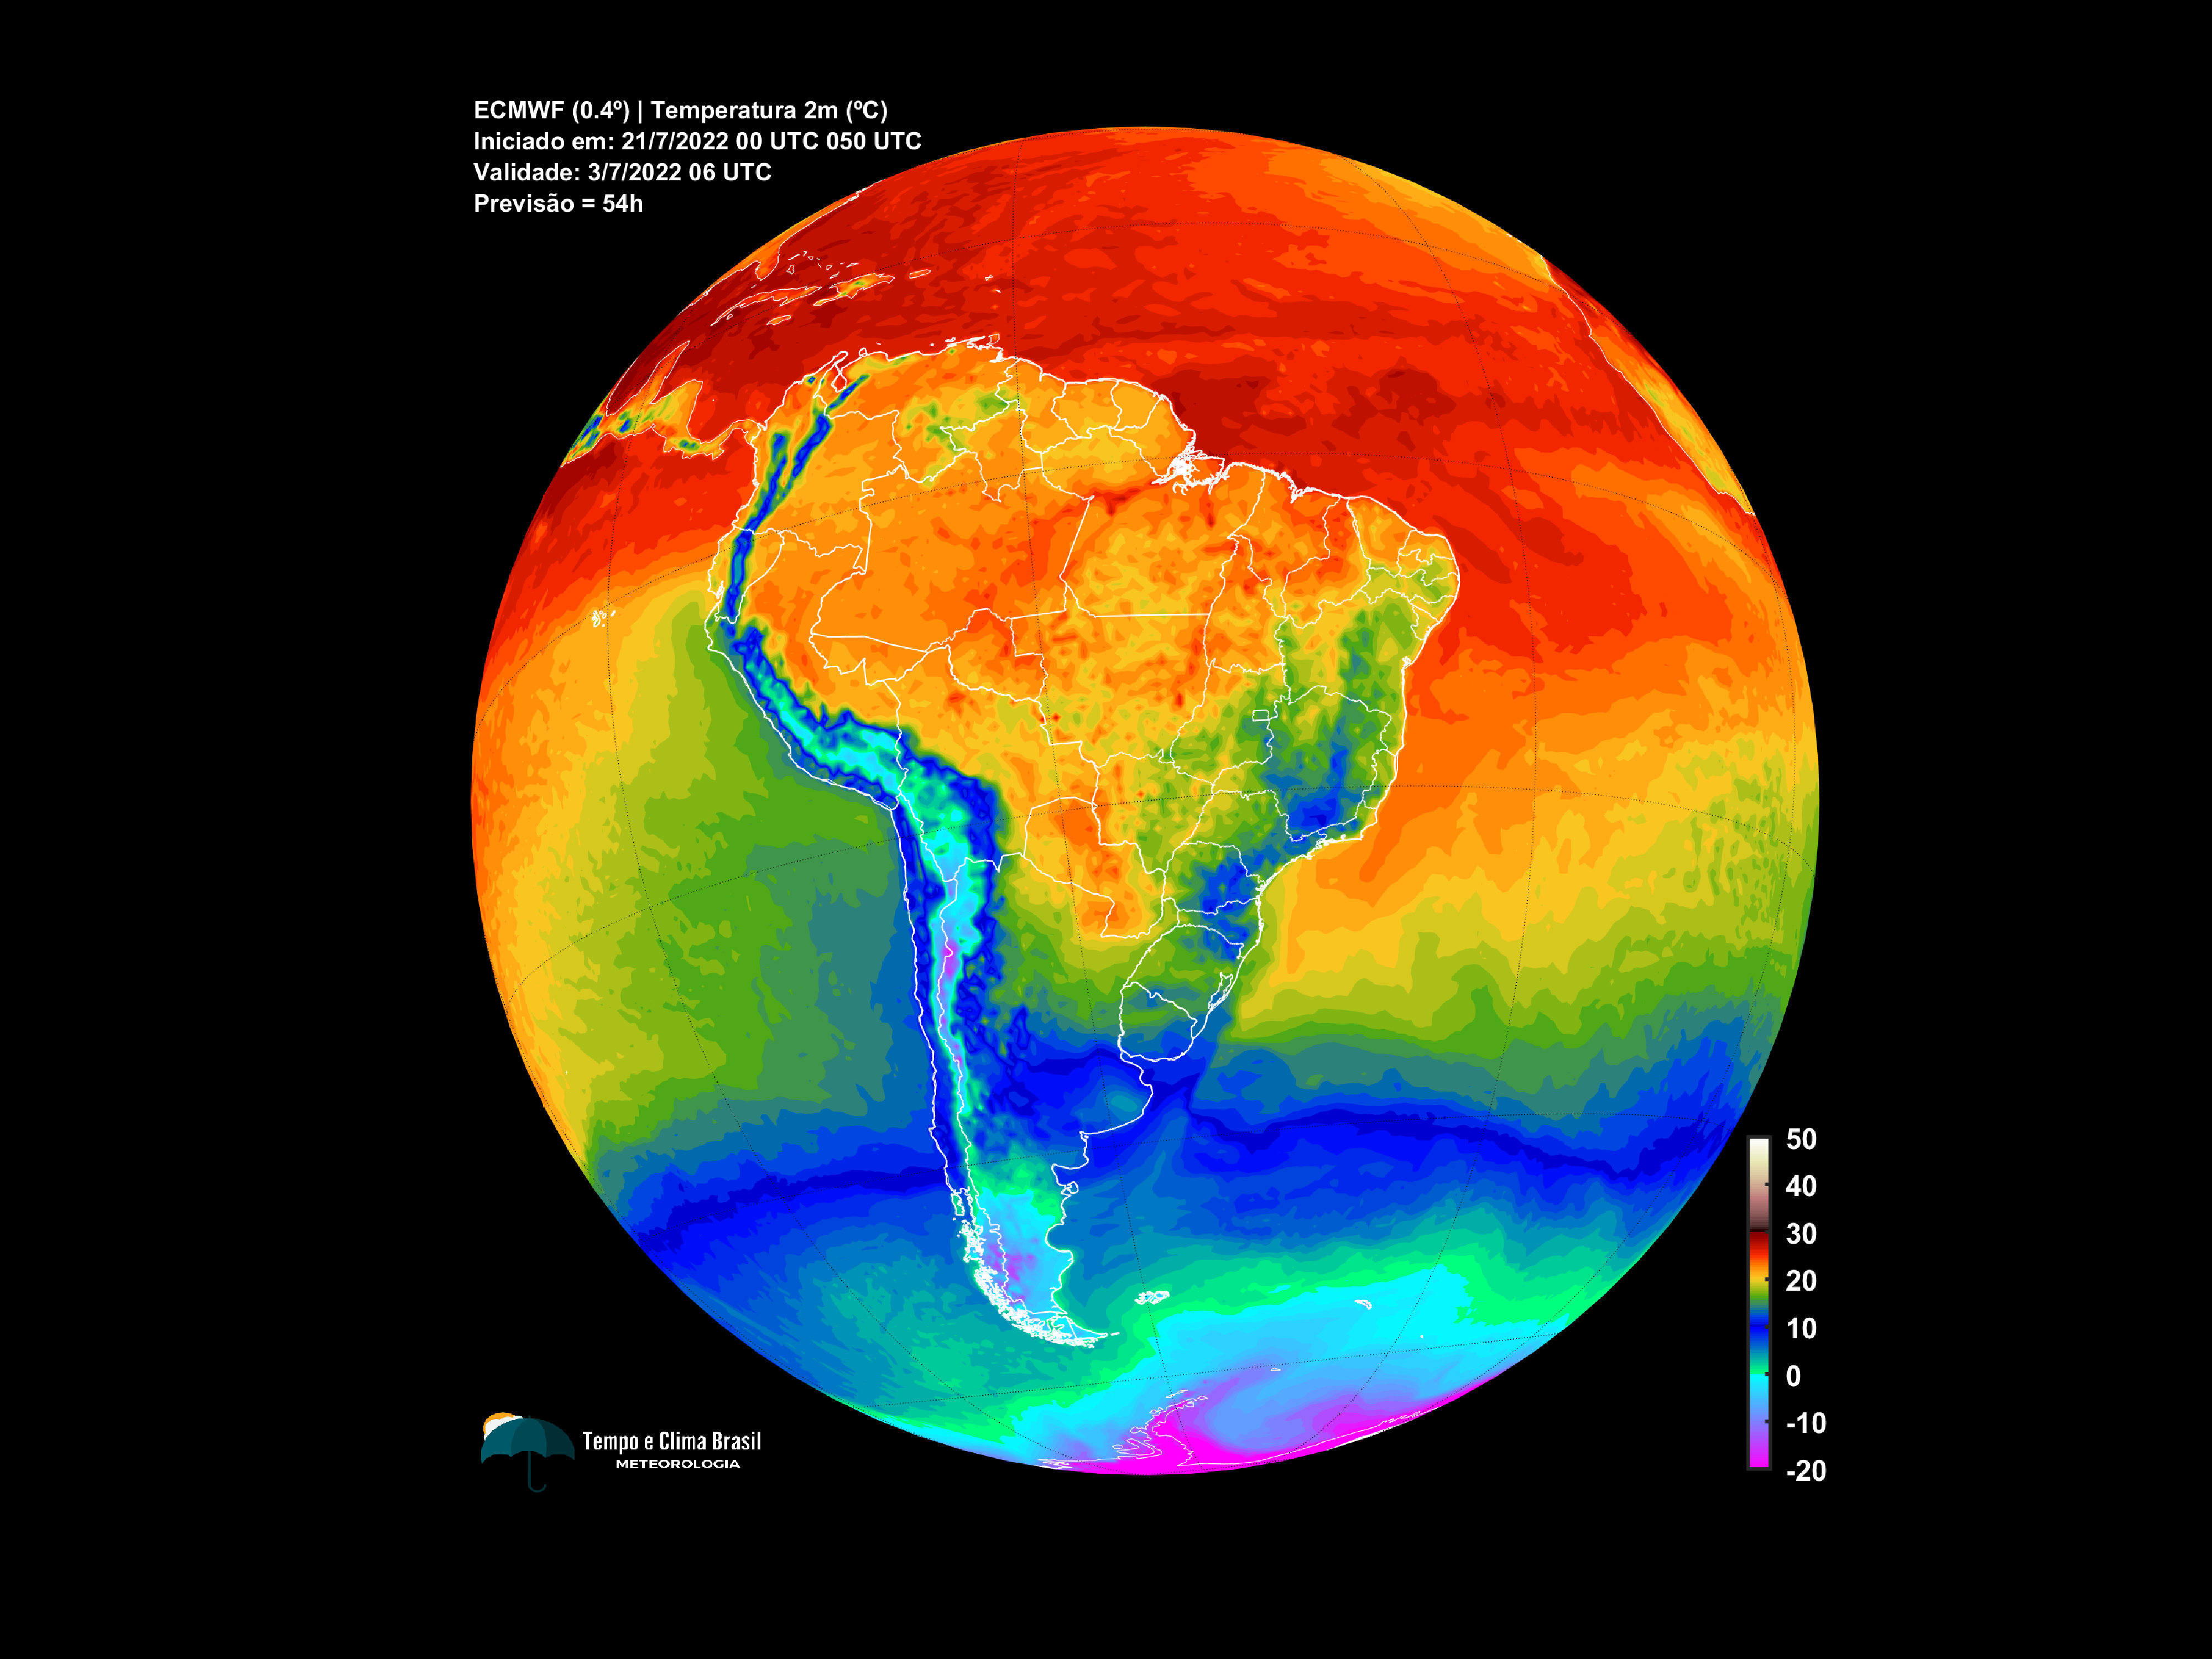 ECMWF (0.4º) | Temperatura 2m (ºC)
Iniciado em: 21/7/2022 00 UTC 050 UTC
Validade: 3/7/2022 06 UTC
Previsão = 54h
50
40
30
20
10
0
-10
-20
Tempo e Clima Brasil
METEOROLOGIA